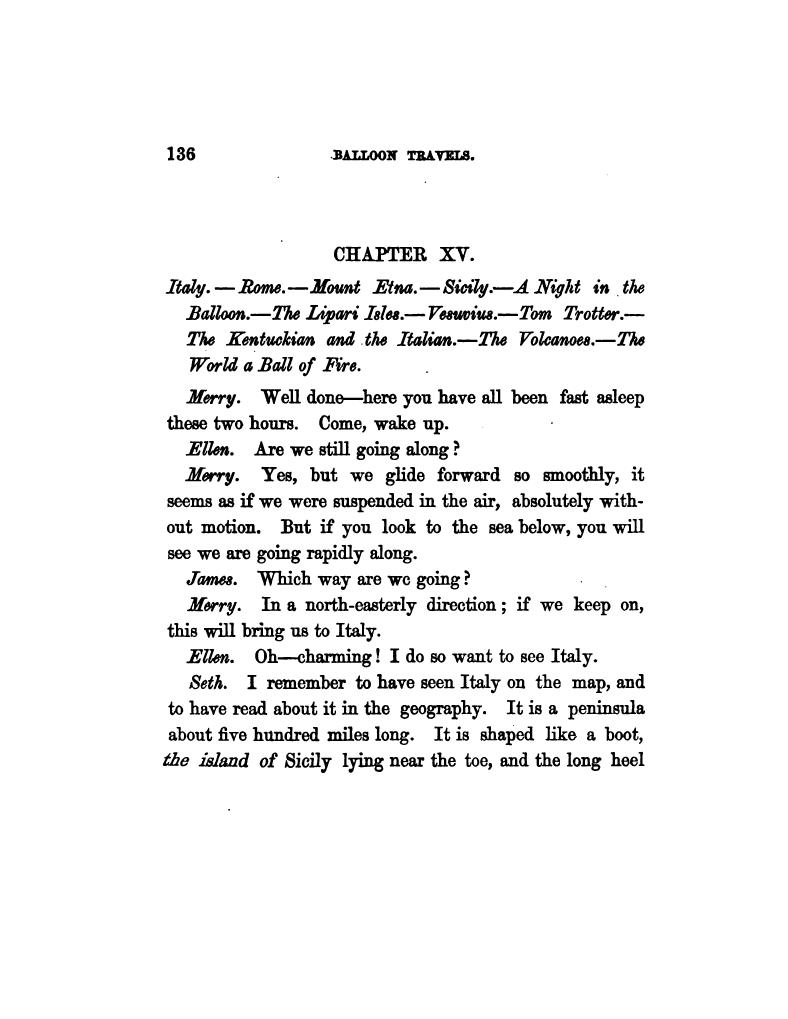 136 BALLOON TRAVELS.
CHAPTER XV.
Italy. — Rome. — Mount Etna. — Sicily.—A Night in the
Balloon.—The Lipari Isles.—Vesuvius.—Tom Trotter.—
The Kentuckian and the Italian.—The Volcanoes.—The
World a Ball of Fire.
Merry. Well done—here you have all been fast asleep
these two hours. Come, wake up.
Ellen. Are we still going along?
Merry. Yes, but we glide forward so smoothly, it
seems as if we were suspended in the air, absolutely with-
out motion. But if you look to the sea below, you will
see we are going rapidly along.
James. Which way are we going?
Merry. In a north-easterly direction; if we keep on,
this will bring us to Italy.
Ellen. Oh—charming! I do so want to see Italy.
Seth. I remember to have seen Italy on the map, and
to have read about it in the geography. It is a peninsula
about five hundred miles long. It is shaped like a boot,
the island of Sicily lying near the toe, and the long heel